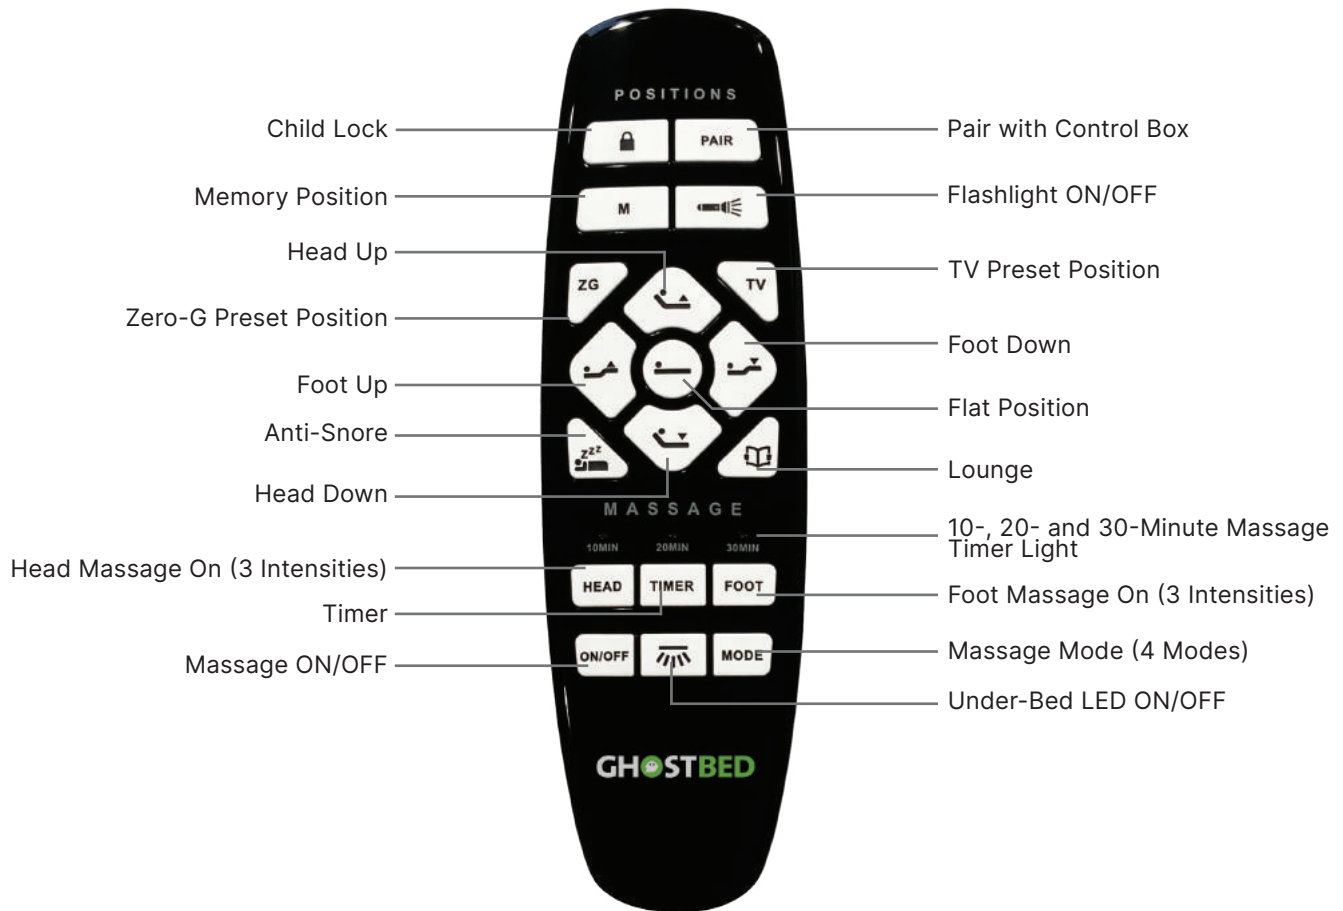 POSITIONS
Child Lock
Pair with Control Box
PAIR
Memory Position
Flashlight ON/OFF
M
Head Up
TV Preset Position
ZG
TV
Zero-G Preset Position
Foot Down
Foot Up
Flat Position
Anti-Snore
zzz
Lounge
Head Down
MASSAGE
10-, 20- and 30-Minute Massage
Timer Light
10MIN 20MIN 30MIN
Head Massage On (3 Intensities)
HEAD TIMER FOOT
Foot Massage On (3 Intensities)
Timer
Massage ON/OFF
ON/OFF
MODE
Massage Mode (4 Modes)
Under-Bed LED ON/OFF
GHOSTBED